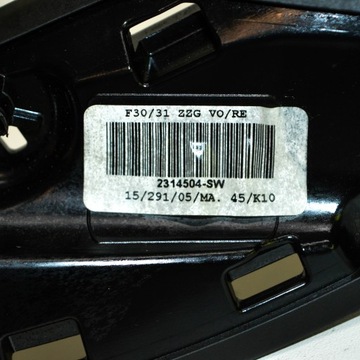 F30/31 ZZG VO/RE
2314504-SW
15/291/05/MA. 45/K10